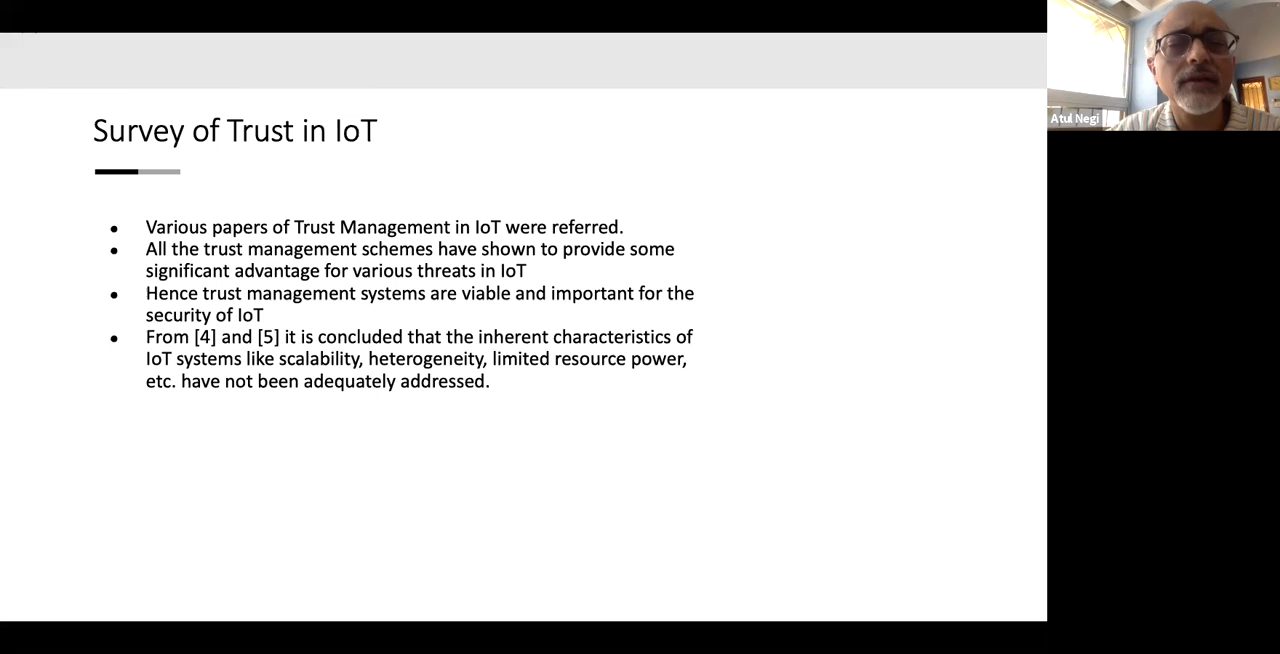 Survey of Trust in IoT
● Various papers of Trust Management in IoT were referred.
● All the trust management schemes have shown to provide some
significant advantage for various threats in IoT
● Hence trust management systems are viable and important for the
security of IoT
● From [4] and [5] it is concluded that the inherent characteristics of
IoT systems like scalability, heterogeneity, limited resource power,
etc. have not been adequately addressed.
Atul Negi